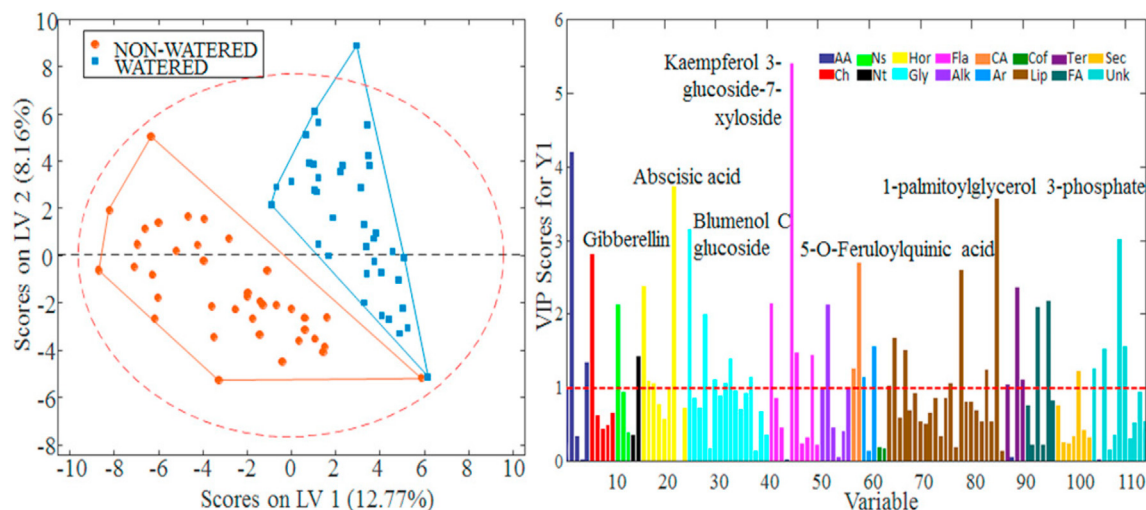 10
8
6
4
2
0
-2
-4
-6
-8
Scores on LV 2 (8.16%)
NON-WATERED
WATERED
-10 -8 -6 -4 -2 0 2 4 6 8 10
Scores on LV 1 (12.77%)
6
5
4
3
2
1
0
VIP Scores for Y1
AA Ns Hor Fla CA Cof Ter Sec
Ch Nt Gly Alk Ar Lip FA Unk
Kaempferol 3-
glucoside-7-
xyloside
Abscisic acid
1-palmitoylglycerol 3-phosphate
Gibberellin
Blumenol C
glucoside
5-O-Feruloylquinic acid
10 20 30 40 50 60 70 80 90 100 110
Variable